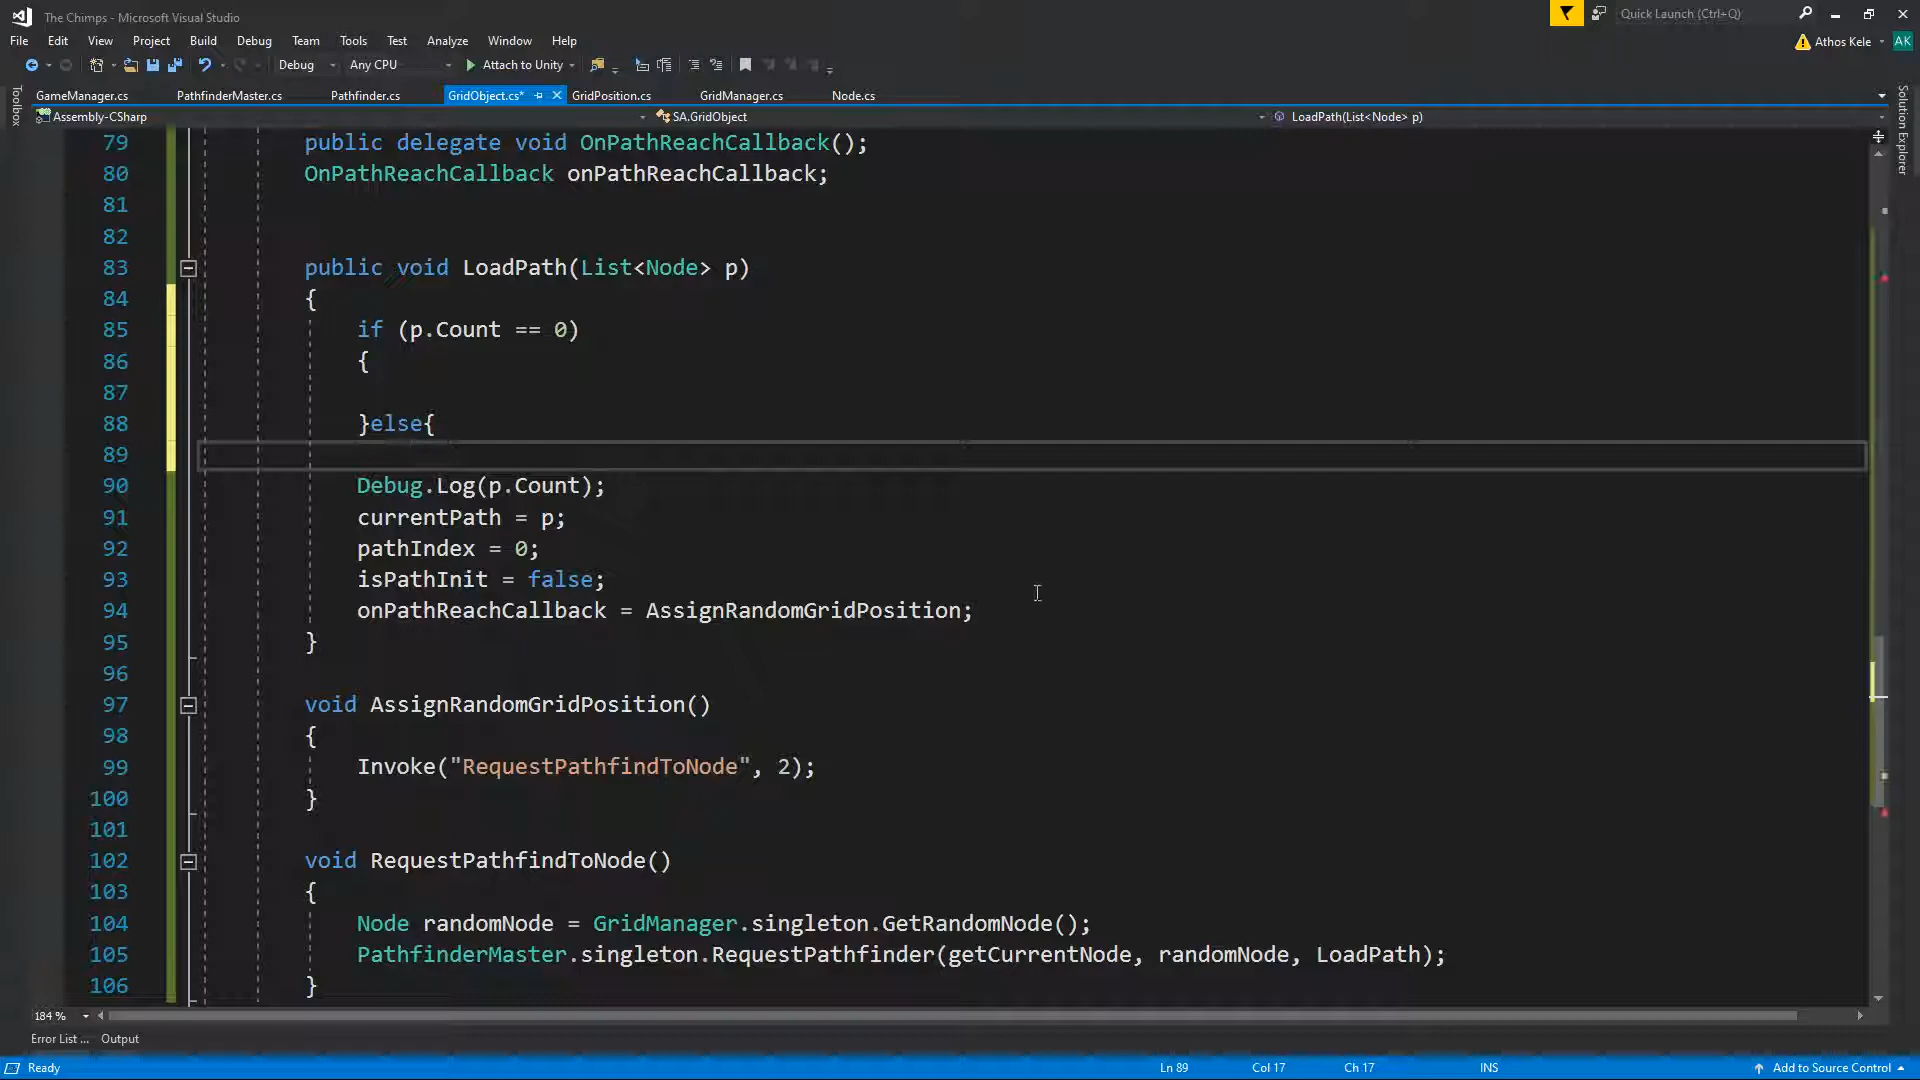 The Chimps - Microsoft Visual Studio
Quick Launch (Ctrl+Q)
File Edit View Project Build Debug Team Tools Test Analyze Window Help
Athos Kele AK
Debug Any CPU Attach to Unity
GameManager.cs PathfinderMaster.cs Pathfinder.cs GridObject.cs* GridPosition.cs GridManager.cs Node.cs
Toolbox
Solution Explorer
Assembly-CSharp SA.GridObject LoadPath(List<Node> p)
79 public delegate void OnPathReachCallback();
80 OnPathReachCallback onPathReachCallback;
81
82
83 public void LoadPath(List<Node> p)
84 {
85 if (p.Count == 0)
86 {
87
88 }else{
89
90 Debug.Log(p.Count);
91 currentPath = p;
92 pathIndex = 0;
93 isPathInit = false;
94 onPathReachCallback = AssignRandomGridPosition;
95 }
96
97 void AssignRandomGridPosition()
98 {
99 Invoke("RequestPathfindToNode", 2);
100 }
101
102 void RequestPathfindToNode()
103 {
104 Node randomNode = GridManager.singleton.GetRandomNode();
105 PathfinderMaster.singleton.RequestPathfinder(getCurrentNode, randomNode, LoadPath);
106 }
184 %
Error List ... Output
Ready Ln 89 Col 17 Ch 17 INS Add to Source Control